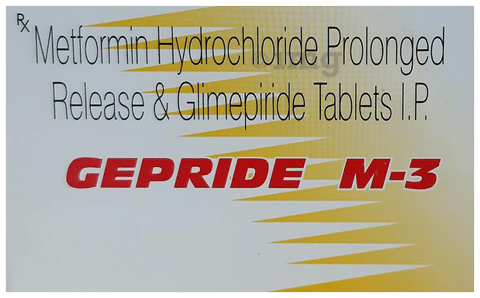 Rx Metformin Hydrochloride Prolonged
Release & Glimepiride Tablets I.P.
GEPRIDE M-3